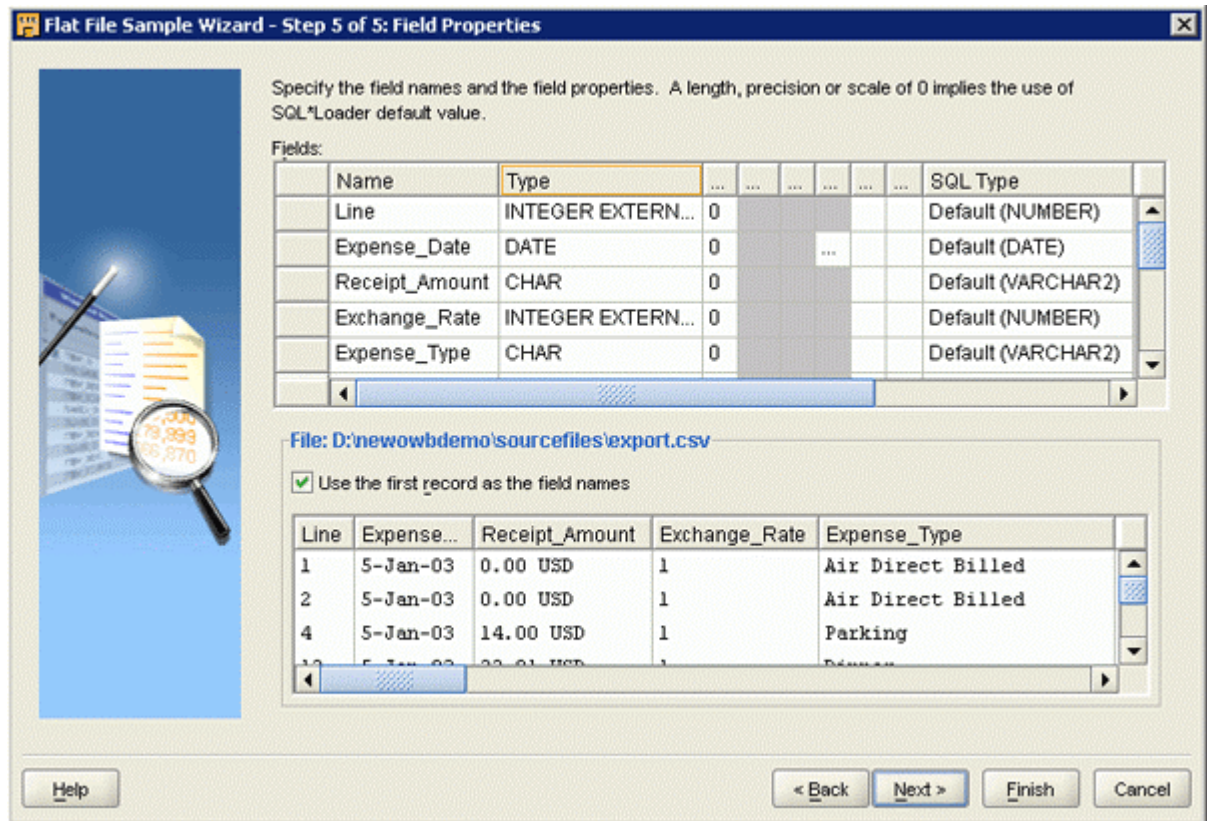 Flat File Sample Wizard - Step 5 of 5: Field Properties
Specify the field names and the field properties. A length, precision or scale of 0 implies the use of
SQL*Loader default value.
Fields:
Name Type ... ... ... ... ... ... SQL Type
Line INTEGER EXTERN... 0 Default (NUMBER)
Expense_Date DATE 0 ... Default (DATE)
Receipt_Amount CHAR 0 Default (VARCHAR2)
Exchange_Rate INTEGER EXTERN... 0 Default (NUMBER)
Expense_Type CHAR 0 Default (VARCHAR2)
File: D:\newowbdemo\sourcefiles\export.csv
Use the first record as the field names
Line Expense... Receipt_Amount Exchange_Rate Expense_Type
1 5-Jan-03 0.00 USD 1 Air Direct Billed
2 5-Jan-03 0.00 USD 1 Air Direct Billed
4 5-Jan-03 14.00 USD 1 Parking
Help < Back Next > Finish Cancel